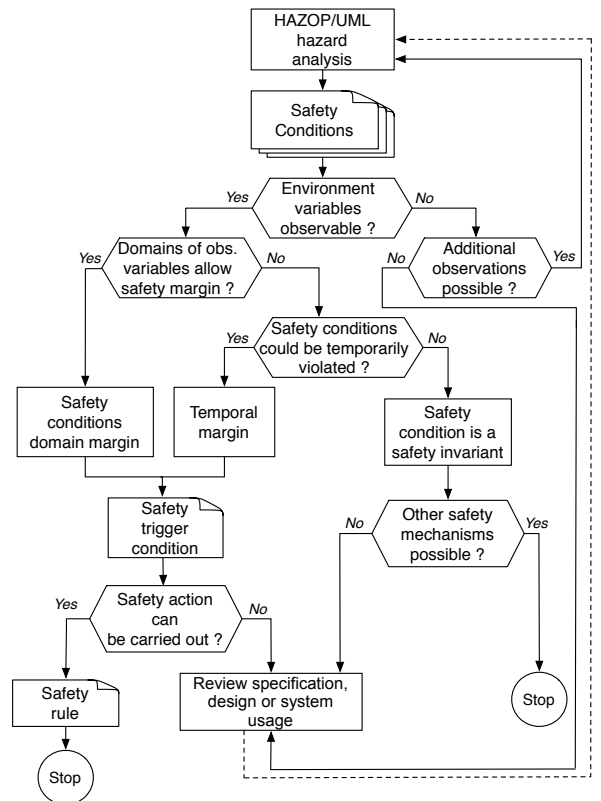 HAZOP/UML
hazard
analysis
Safety
Conditions
Yes
Environment
variables
observable ?
No
Yes
Domains of obs.
variables allow
safety margin ?
No
No
Additional
observations
possible ?
Yes
Yes
Safety conditions
could be temporarily
violated ?
No
Safety
conditions
domain margin
Temporal
margin
Safety
condition is a
safety invariant
Safety
trigger
condition
No
Other safety
mechanisms
possible ?
Yes
Yes
Safety action
can
be carried out ?
No
Safety
rule
Review specification,
design or system
usage
Stop
Stop